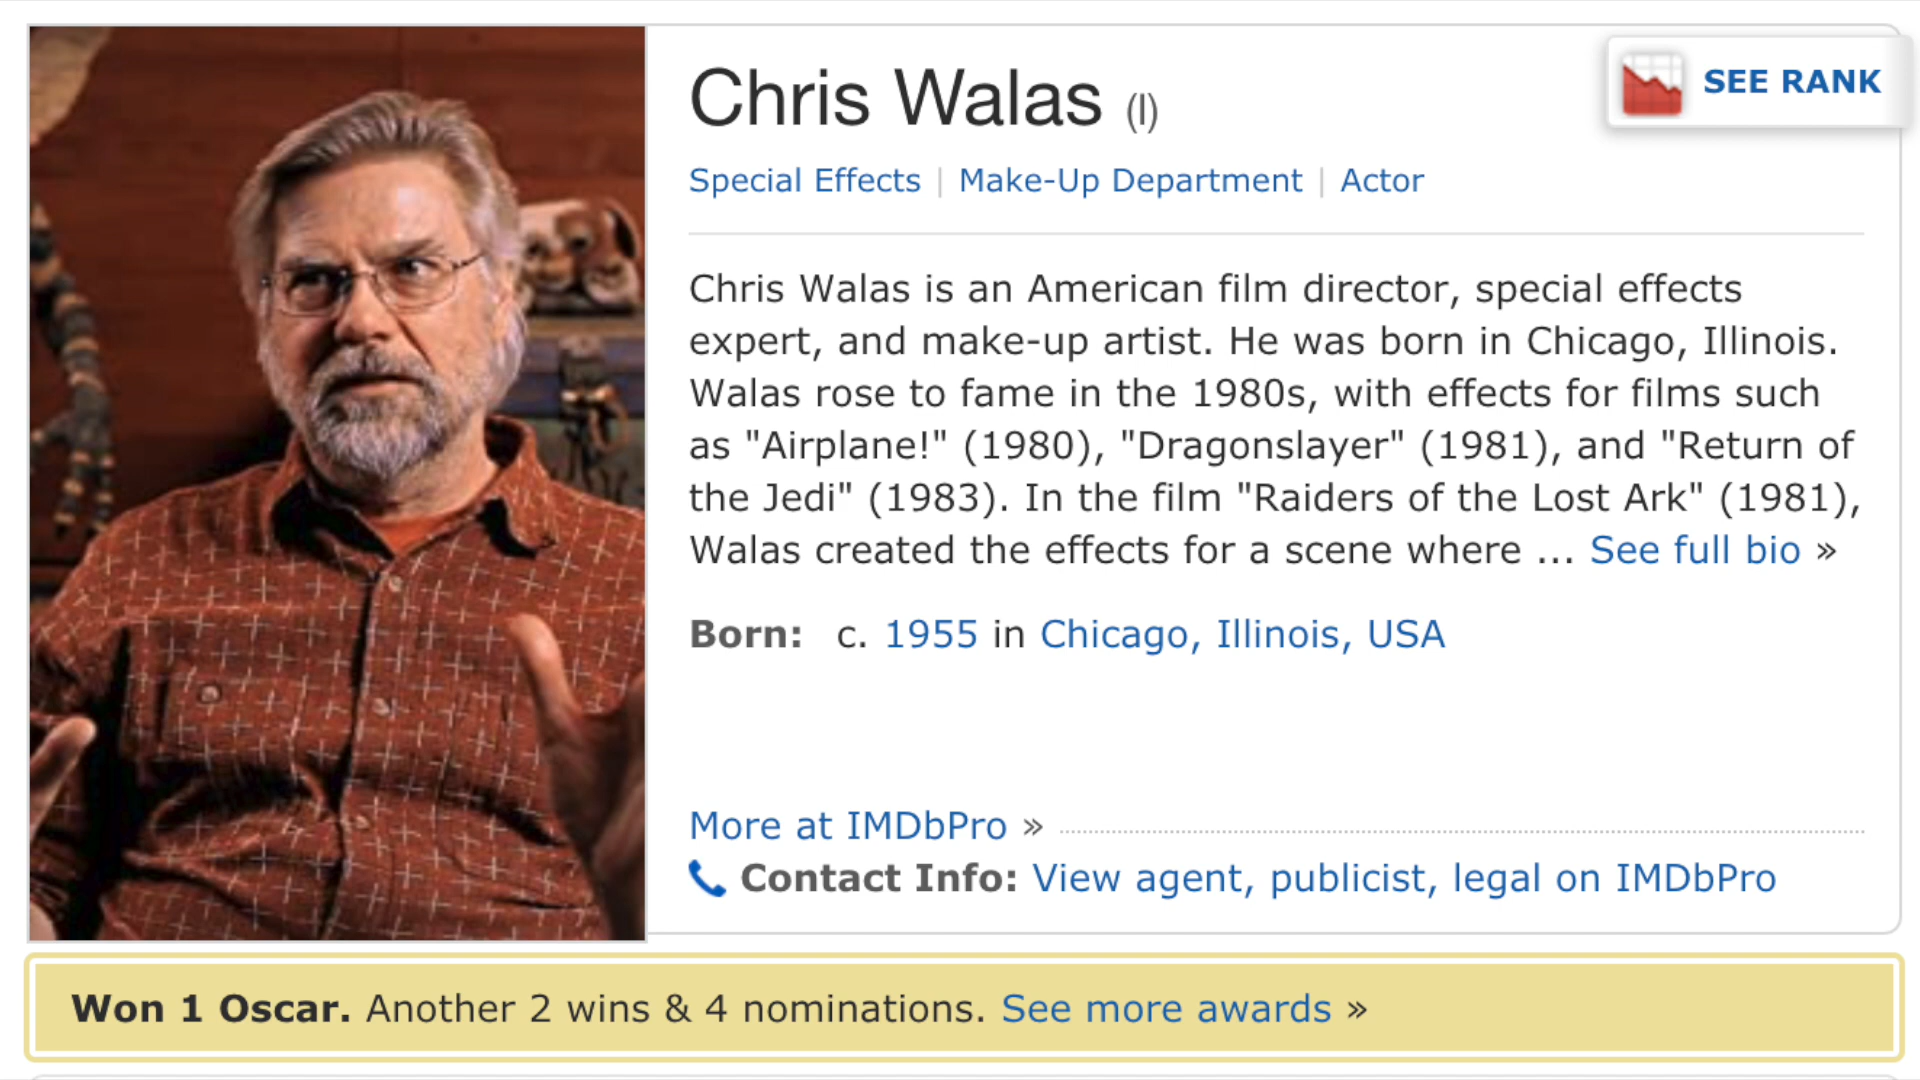 Chris Walas (I)
SEE RANK
Special Effects | Make-Up Department | Actor
Chris Walas is an American film director, special effects
expert, and make-up artist. He was born in Chicago, Illinois.
Walas rose to fame in the 1980s, with effects for films such
as "Airplane!" (1980), "Dragonslayer" (1981), and "Return of
the Jedi" (1983). In the film "Raiders of the Lost Ark" (1981),
Walas created the effects for a scene where ... See full bio »
Born: c. 1955 in Chicago, Illinois, USA
More at IMDbPro »
Contact Info: View agent, publicist, legal on IMDbPro
Won 1 Oscar. Another 2 wins & 4 nominations. See more awards »